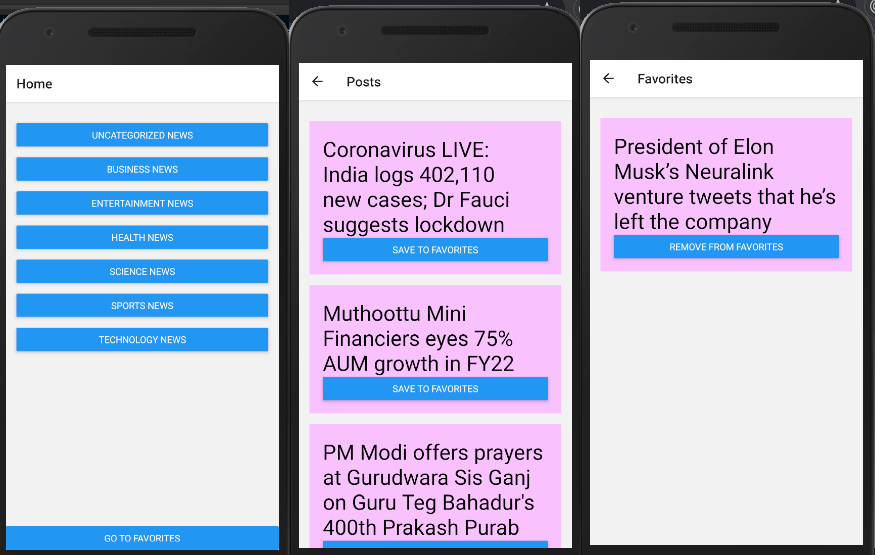 Home
UNCATEGORIZED NEWS
BUSINESS NEWS
ENTERTAINMENT NEWS
HEALTH NEWS
SCIENCE NEWS
SPORTS NEWS
TECHNOLOGY NEWS
GO TO FAVORITES
Posts
Coronavirus LIVE:
India logs 402,110
new cases; Dr Fauci
suggests lockdown
SAVE TO FAVORITES
Muthoottu Mini
Financiers eyes 75%
AUM growth in FY22
SAVE TO FAVORITES
PM Modi offers prayers
at Gurudwara Sis Ganj
on Guru Teg Bahadur's
400th Prakash Purab
Favorites
President of Elon
Musk’s Neuralink
venture tweets that he’s
left the company
REMOVE FROM FAVORITES